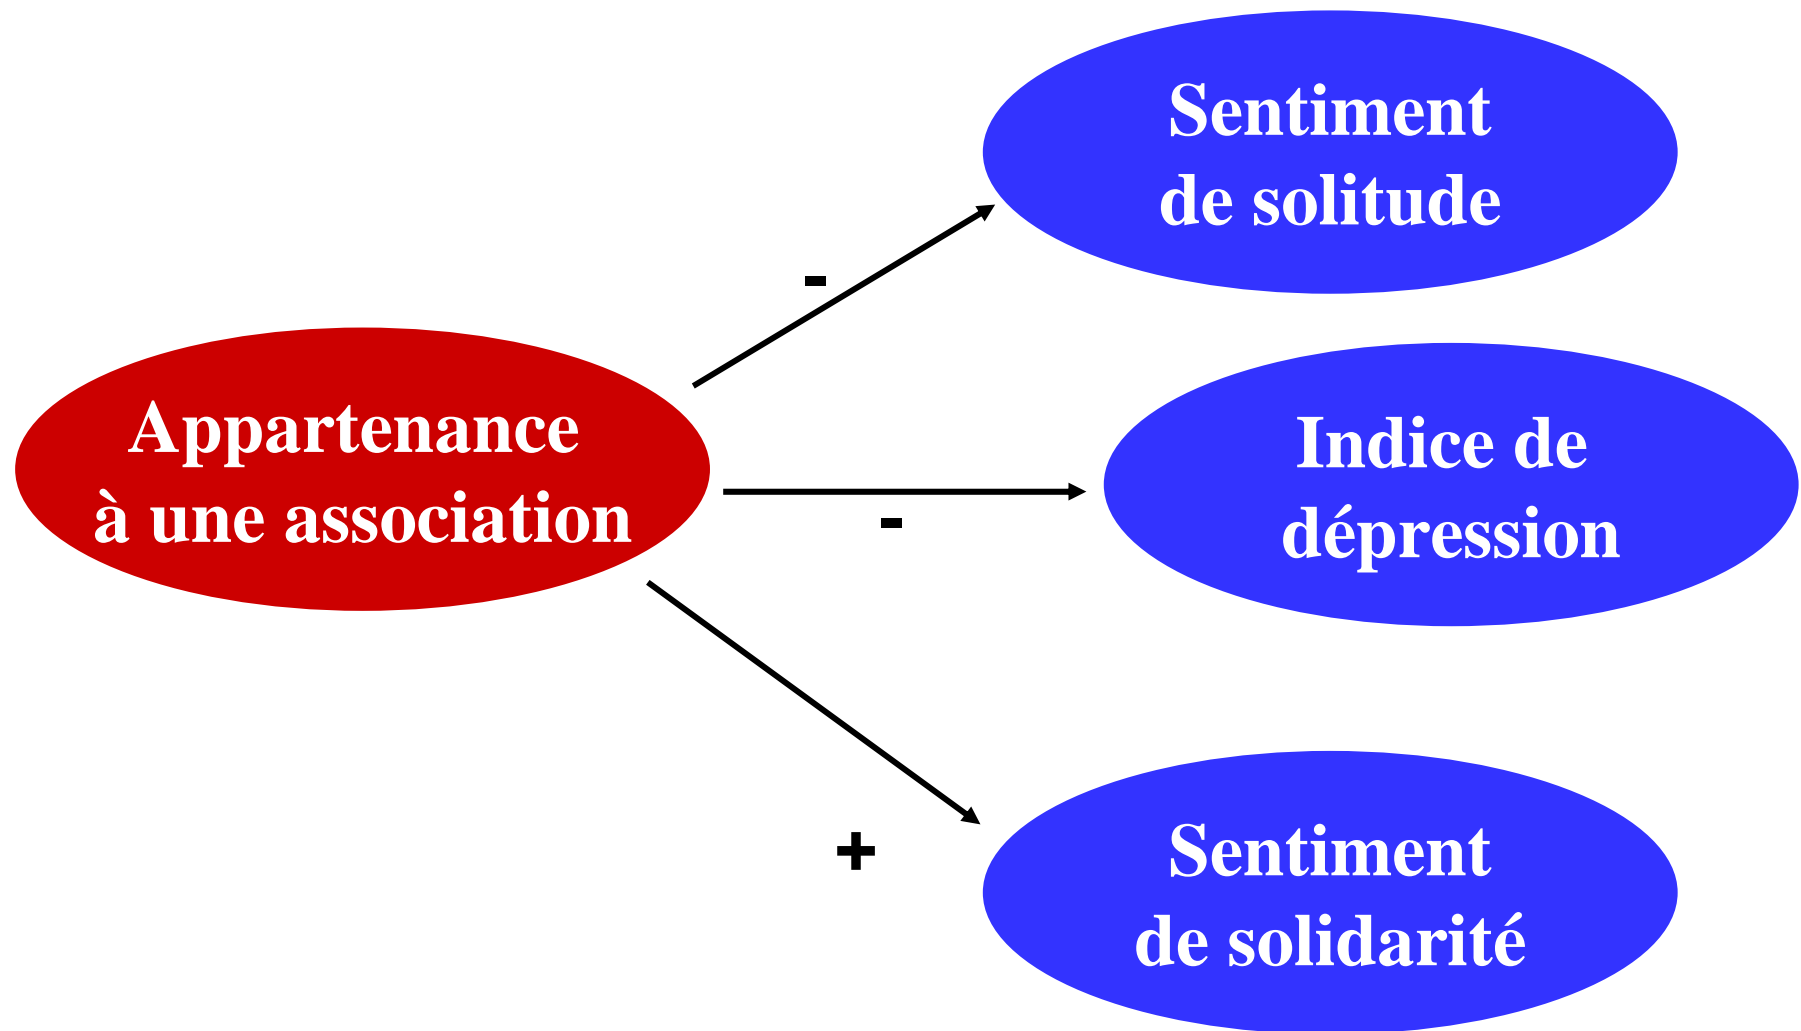 Sentiment
de solitude
-
Appartenance
à une association
Indice de
dépression
-
+
Sentiment
de solidarité